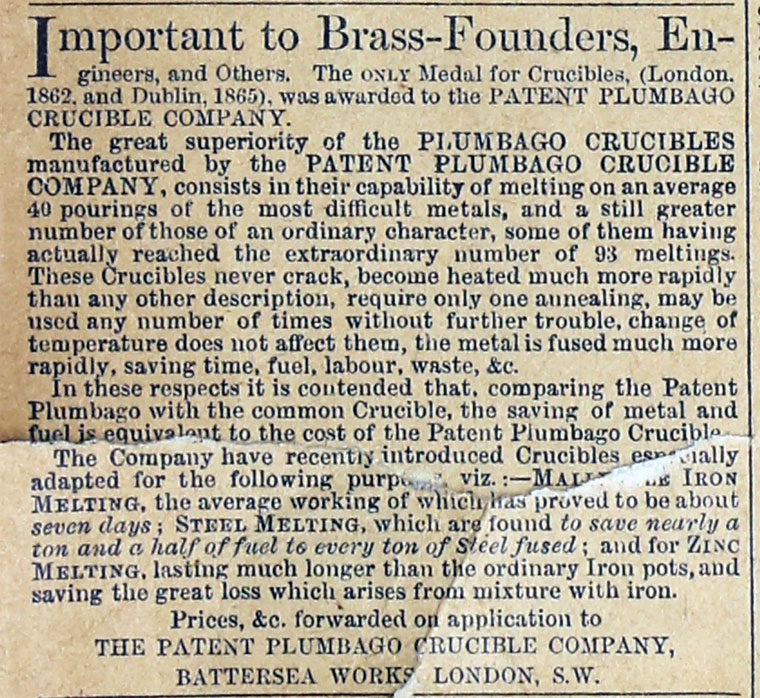 Important to Brass-Founders, En-
gineers, and Others. The ONLY Medal for Crucibles, (London.
1862, and Dublin, 1865), was awarded to the PATENT PLUMBAGO
CRUCIBLE COMPANY.
The great superiority of the PLUMBAGO CRUCIBLES
manufactured by the PATENT PLUMBAGO CRUCIBLE
COMPANY, consists in their capability of melting on an average
40 pourings of the most difficult metals, and a still greater
number of those of an ordinary character, some of them having
actually reached the extraordinary number of 93 meltings.
These Crucibles never crack, become heated much more rapidly
than any other description, require only one annealing, may be
used any number of times without further trouble, change of
temperature does not affect them, the metal is fused much more
rapidly, saving time, fuel, labour, waste, &c.
In these respects it is contended that, comparing the Patent
Plumbago with the common Crucible, the saving of metal and
fuel is equivalent to the cost of the Patent Plumbago Crucible.
The Company have recently introduced Crucibles especially
adapted for the following viz.:—MALLEABLE IRON
MELTING, the average working of which has proved to be about
seven days; STEEL MELTING, which are found to save nearly a
ton and a half of fuel to every ton of Steel fused; and for ZINC
MELTING, lasting much longer than the ordinary Iron pots, and
saving the great loss which arises from mixture with iron.
Prices, &c. forwarded on application to
THE PATENT PLUMBAGO CRUCIBLE COMPANY,
BATTERSEA WORKS, LONDON, S.W.